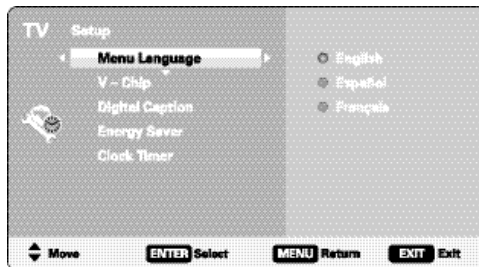 TV Setup
Menu Language
English
V - Chip
Español
Digital Caption
Français
Energy Saver
Clock Timer
Move ENTER Select MENU Return EXIT Exit